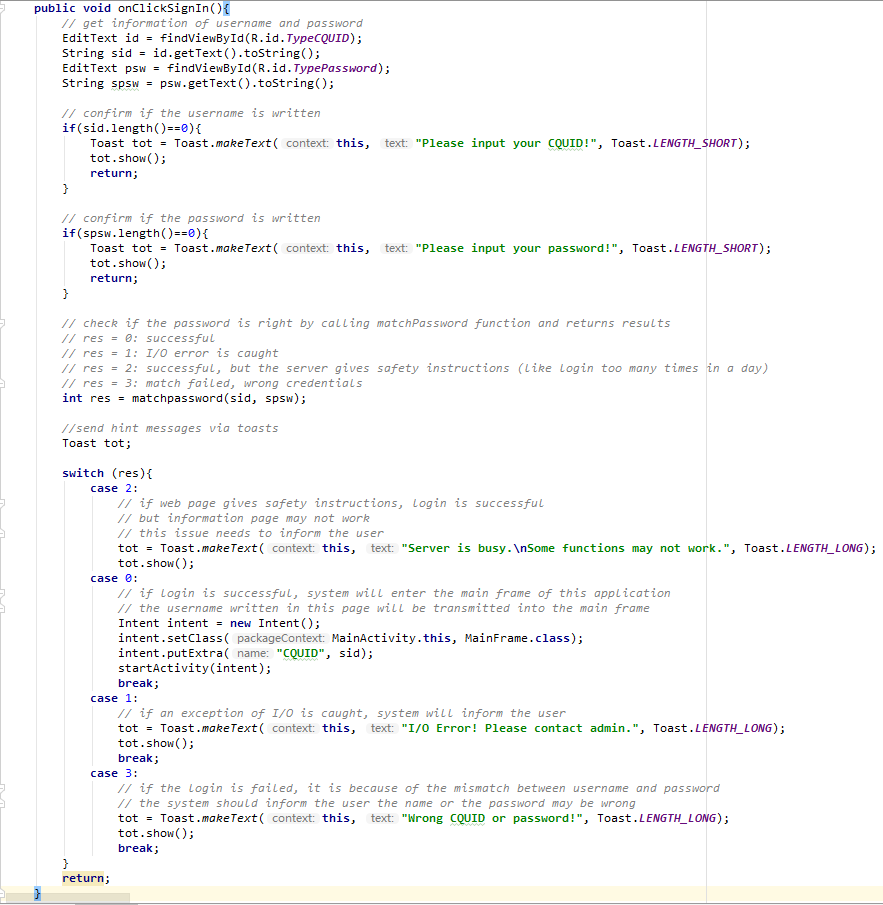 public void onClickSignIn(){
// get information of username and password
EditText id = findViewById(R.id.TypeCQUID);
String sid = id.getText().toString();
EditText psw = findViewById(R.id.TypePassword);
String spsw = psw.getText().toString();
// confirm if the username is written
if(sid.length()==0){
Toast tot = Toast.makeText( context: this, text: "Please input your CQUID!", Toast.LENGTH_SHORT);
tot.show();
return;
}
// confirm if the password is written
if(spsw.length()==0){
Toast tot = Toast.makeText( context: this, text: "Please input your password!", Toast.LENGTH_SHORT);
tot.show();
return;
}
// check if the password is right by calling matchPassword function and returns results
// res = 0: successful
// res = 1: I/O error is caught
// res = 2: successful, but the server gives safety instructions (like login too many times in a day)
// res = 3: match failed, wrong credentials
int res = matchpassword(sid, spsw);
//send hint messages via toasts
Toast tot;
switch (res){
case 2:
// if web page gives safety instructions, login is successful
// but information page may not work
// this issue needs to inform the user
tot = Toast.makeText( context: this, text: "Server is busy.\nSome functions may not work.", Toast.LENGTH_LONG);
tot.show();
case 0:
// if login is successful, system will enter the main frame of this application
// the username written in this page will be transmitted into the main frame
Intent intent = new Intent();
intent.setClass( packageContext: MainActivity.this, MainFrame.class);
intent.putExtra( name: "CQUID", sid);
startActivity(intent);
break;
case 1:
// if an exception of I/O is caught, system will inform the user
tot = Toast.makeText( context: this, text: "I/O Error! Please contact admin.", Toast.LENGTH_LONG);
tot.show();
break;
case 3:
// if the login is failed, it is because of the mismatch between username and password
// the system should inform the user the name or the password may be wrong
tot = Toast.makeText( context: this, text: "Wrong CQUID or password!", Toast.LENGTH_LONG);
tot.show();
break;
}
return;
}